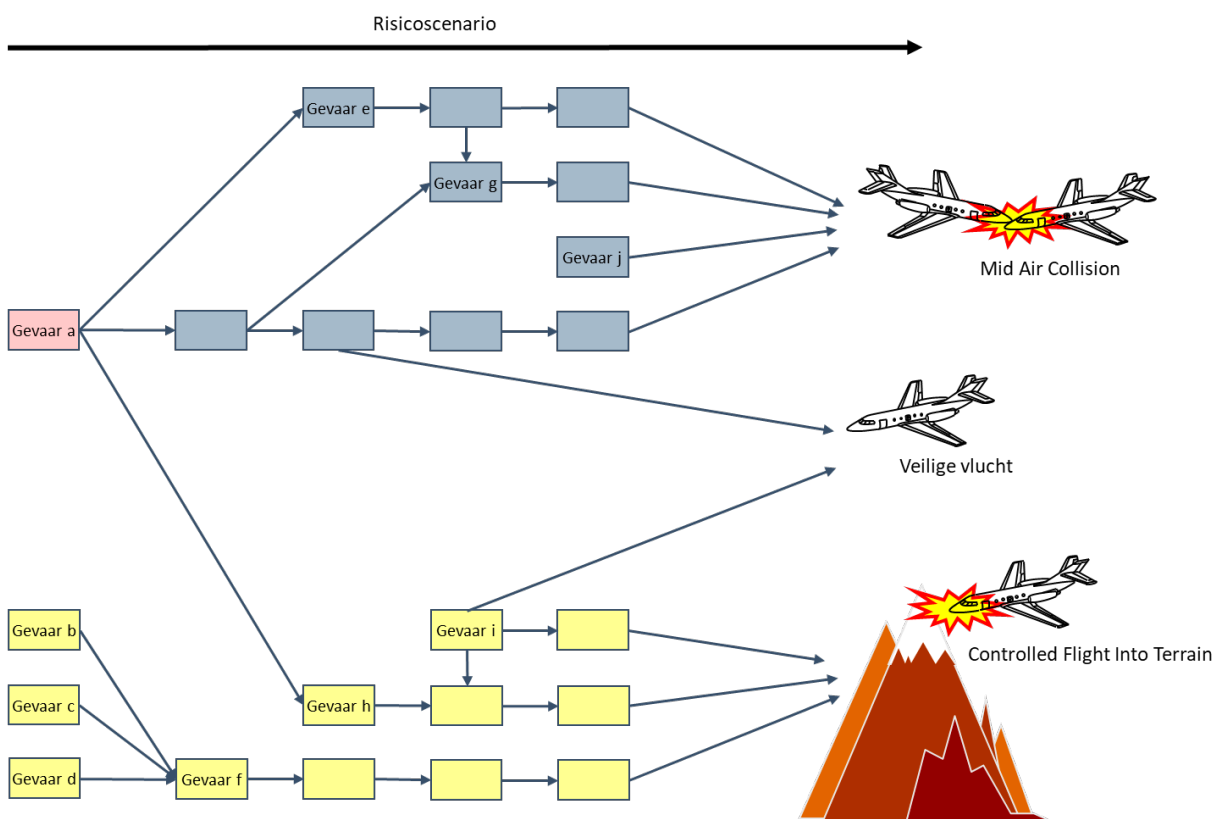 Risicoscenario
Gevaar e
Gevaar g
Gevaar j
Mid Air Collision
Gevaar a
Veilige vlucht
Gevaar b
Gevaar i
Controlled Flight Into Terrain
Gevaar c
Gevaar h
Gevaar d
Gevaar f